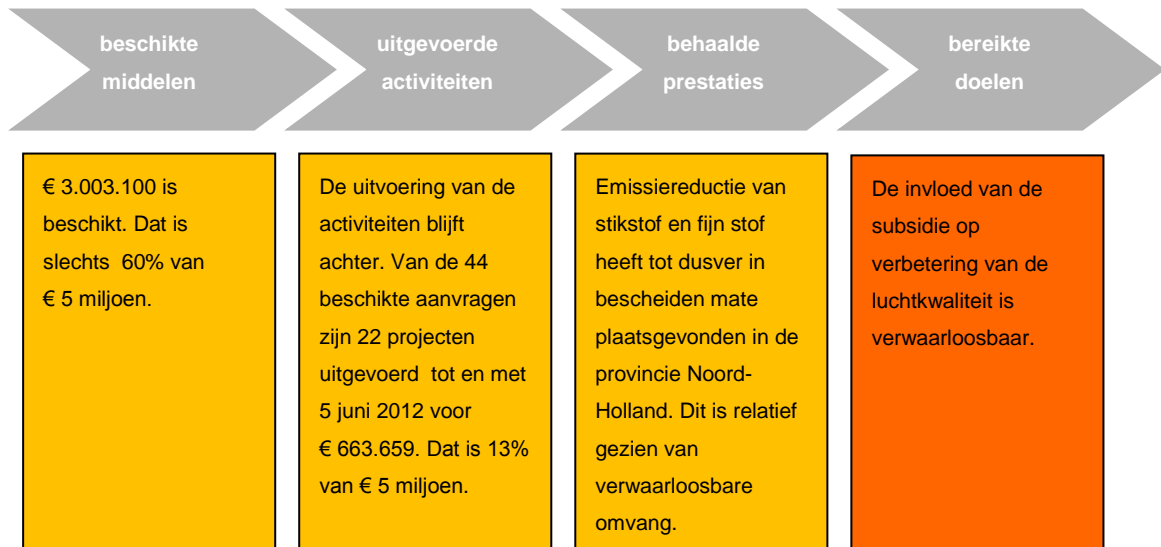 beschikte
middelen
uitgevoerde
activiteiten
behaalde
prestaties
bereikte
doelen
€ 3.003.100 is
beschikt. Dat is
slechts 60% van
€ 5 miljoen.
De uitvoering van de
activiteiten blijft
achter. Van de 44
beschikte aanvragen
zijn 22 projecten
uitgevoerd tot en met
5 juni 2012 voor
€ 663.659. Dat is 13%
van € 5 miljoen.
Emissiereductie van
stikstof en fijn stof
heeft tot dusver in
bescheiden mate
plaatsgevonden in de
provincie Noord-
Holland. Dit is relatief
gezien van
verwaarloosbare
omvang.
De invloed van de
subsidie op
verbetering van de
luchtkwaliteit is
verwaarloosbaar.